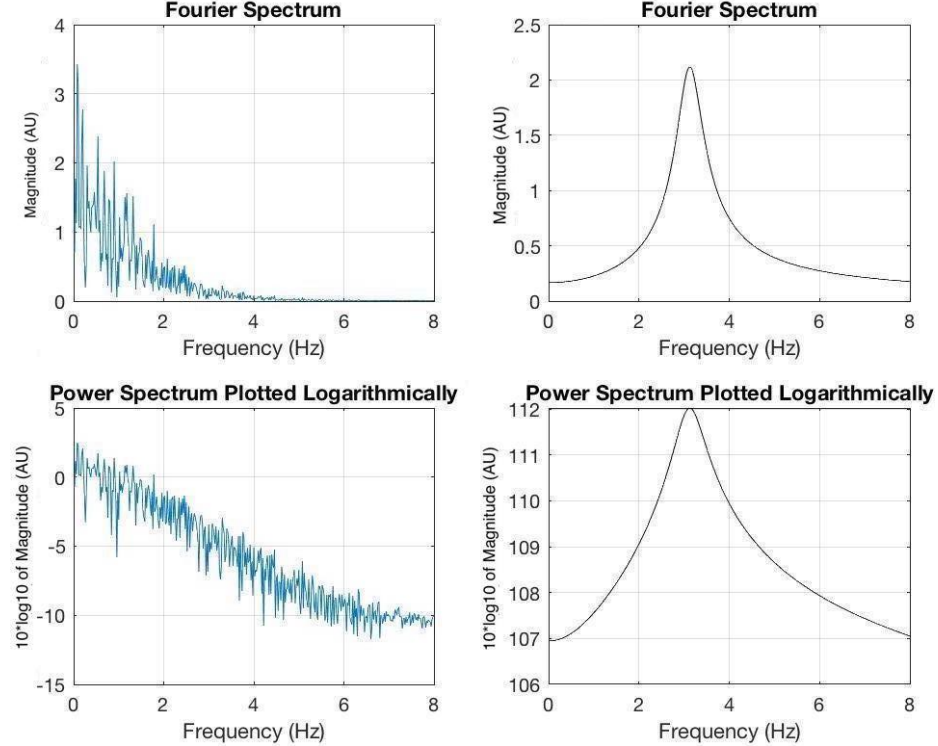 Fourier Spectrum
4
3
2
1
0
Magnitude (AU)
0 2 4 6 8
Frequency (Hz)
Fourier Spectrum
2.5
2
1.5
1
0.5
0
Magnitude (AU)
0 2 4 6 8
Frequency (Hz)
Power Spectrum Plotted Logarithmically
5
0
-5
-10
-15
10*log10 of Magnitude (AU)
0 2 4 6 8
Frequency (Hz)
Power Spectrum Plotted Logarithmically
112
111
110
109
108
107
106
10*log10 of Magnitude (AU)
0 2 4 6 8
Frequency (Hz)